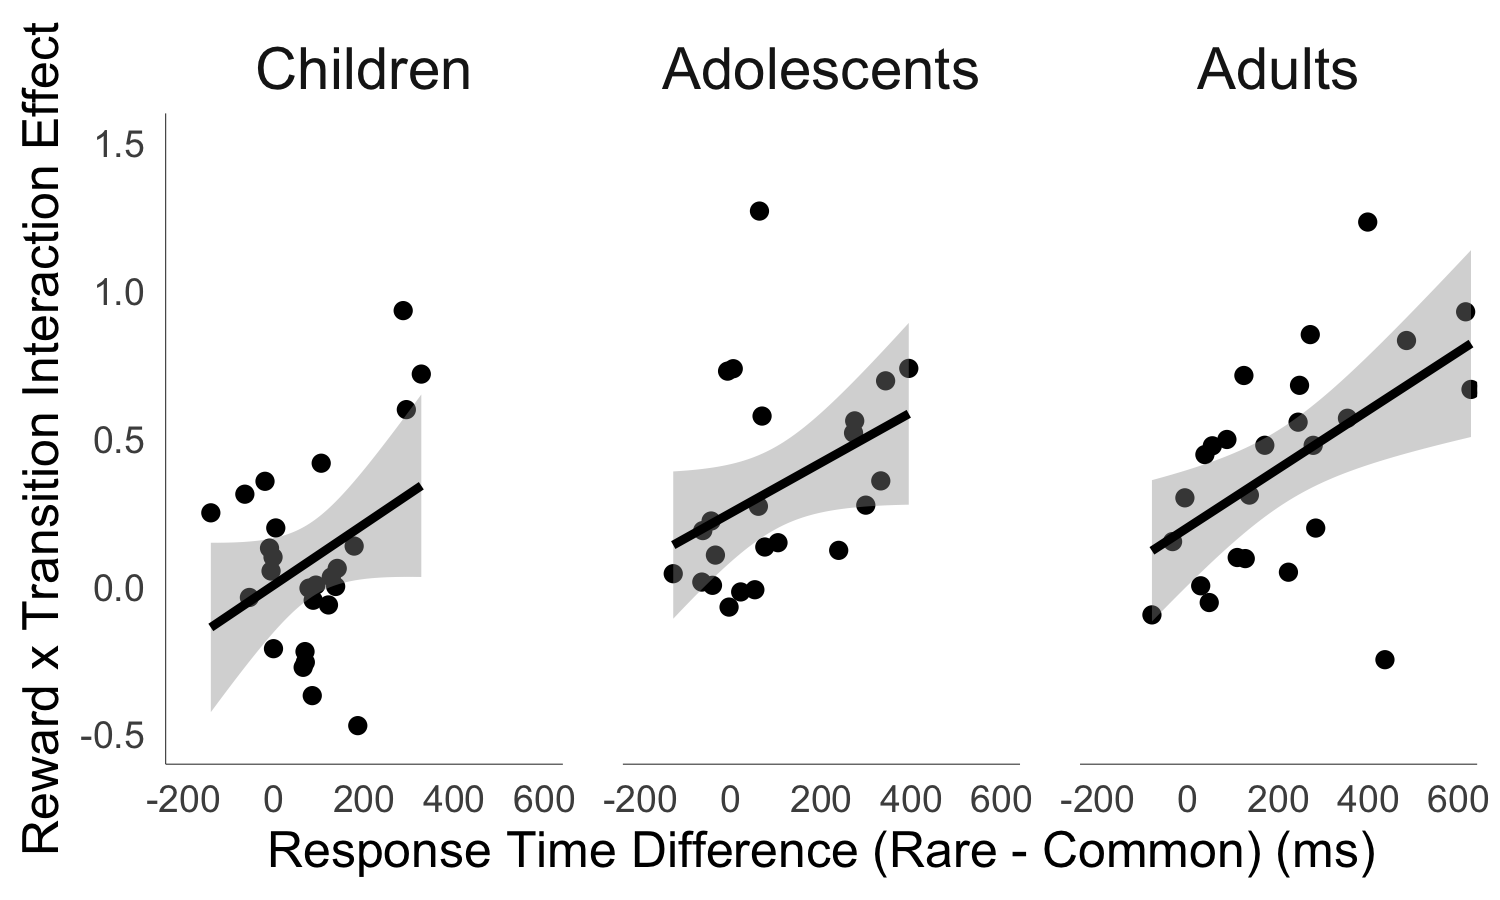 Children Adolescents Adults
Reward x Transition Interaction Effect
1.5
1.0
0.5
0.0
-0.5
-200 0 200 400 600 -200 0 200 400 600 -200 0 200 400 600
Response Time Difference (Rare - Common) (ms)